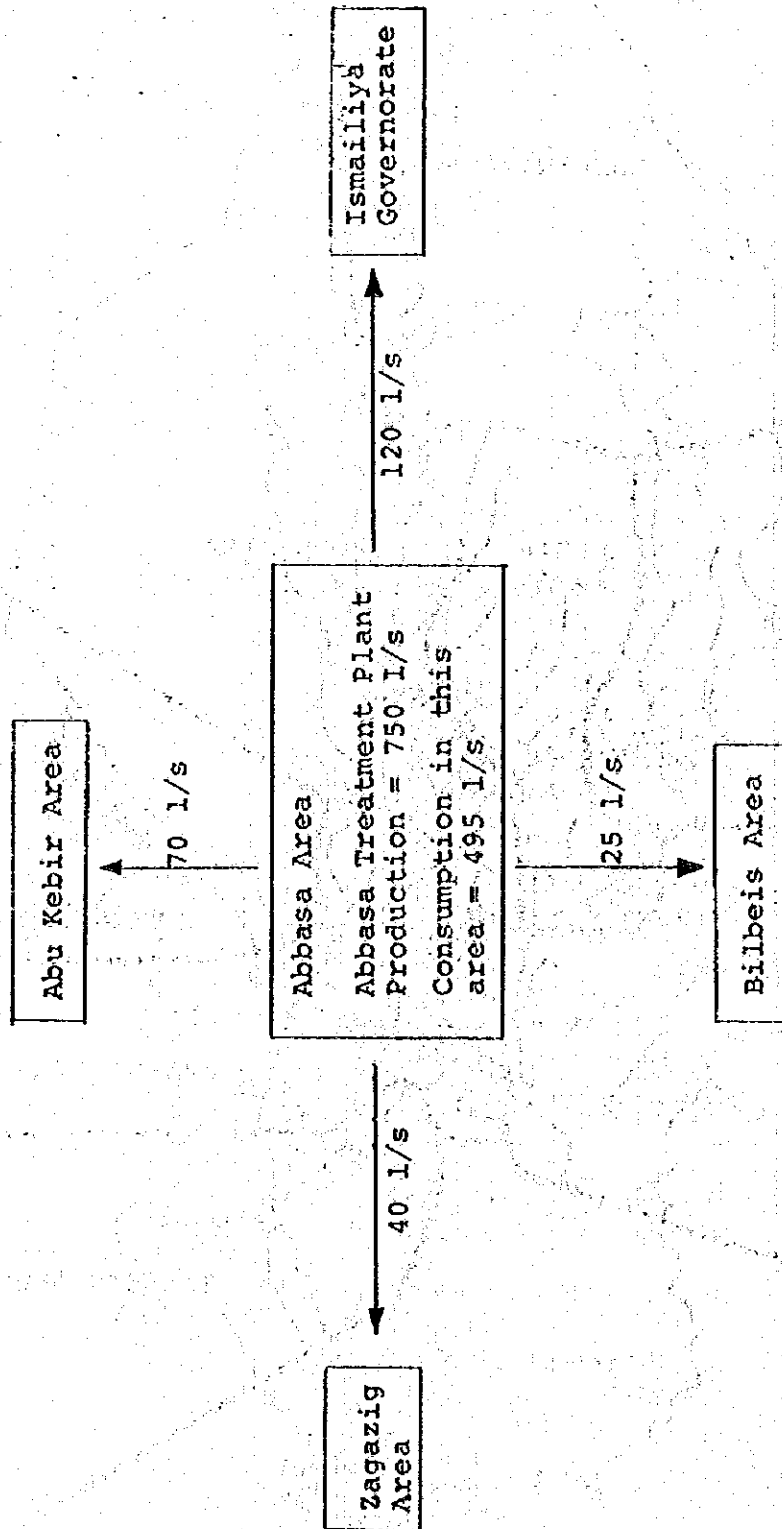 Abu Kebir Area
70 l/s
Zagazig
Area
40 l/s
Abbasa Area
Abbasa Treatment Plant
Production = 750 l/s
Consumption in this
area = 495 l/s
120 l/s
Ismailiya
Governorate
25 l/s
Bilbeis Area